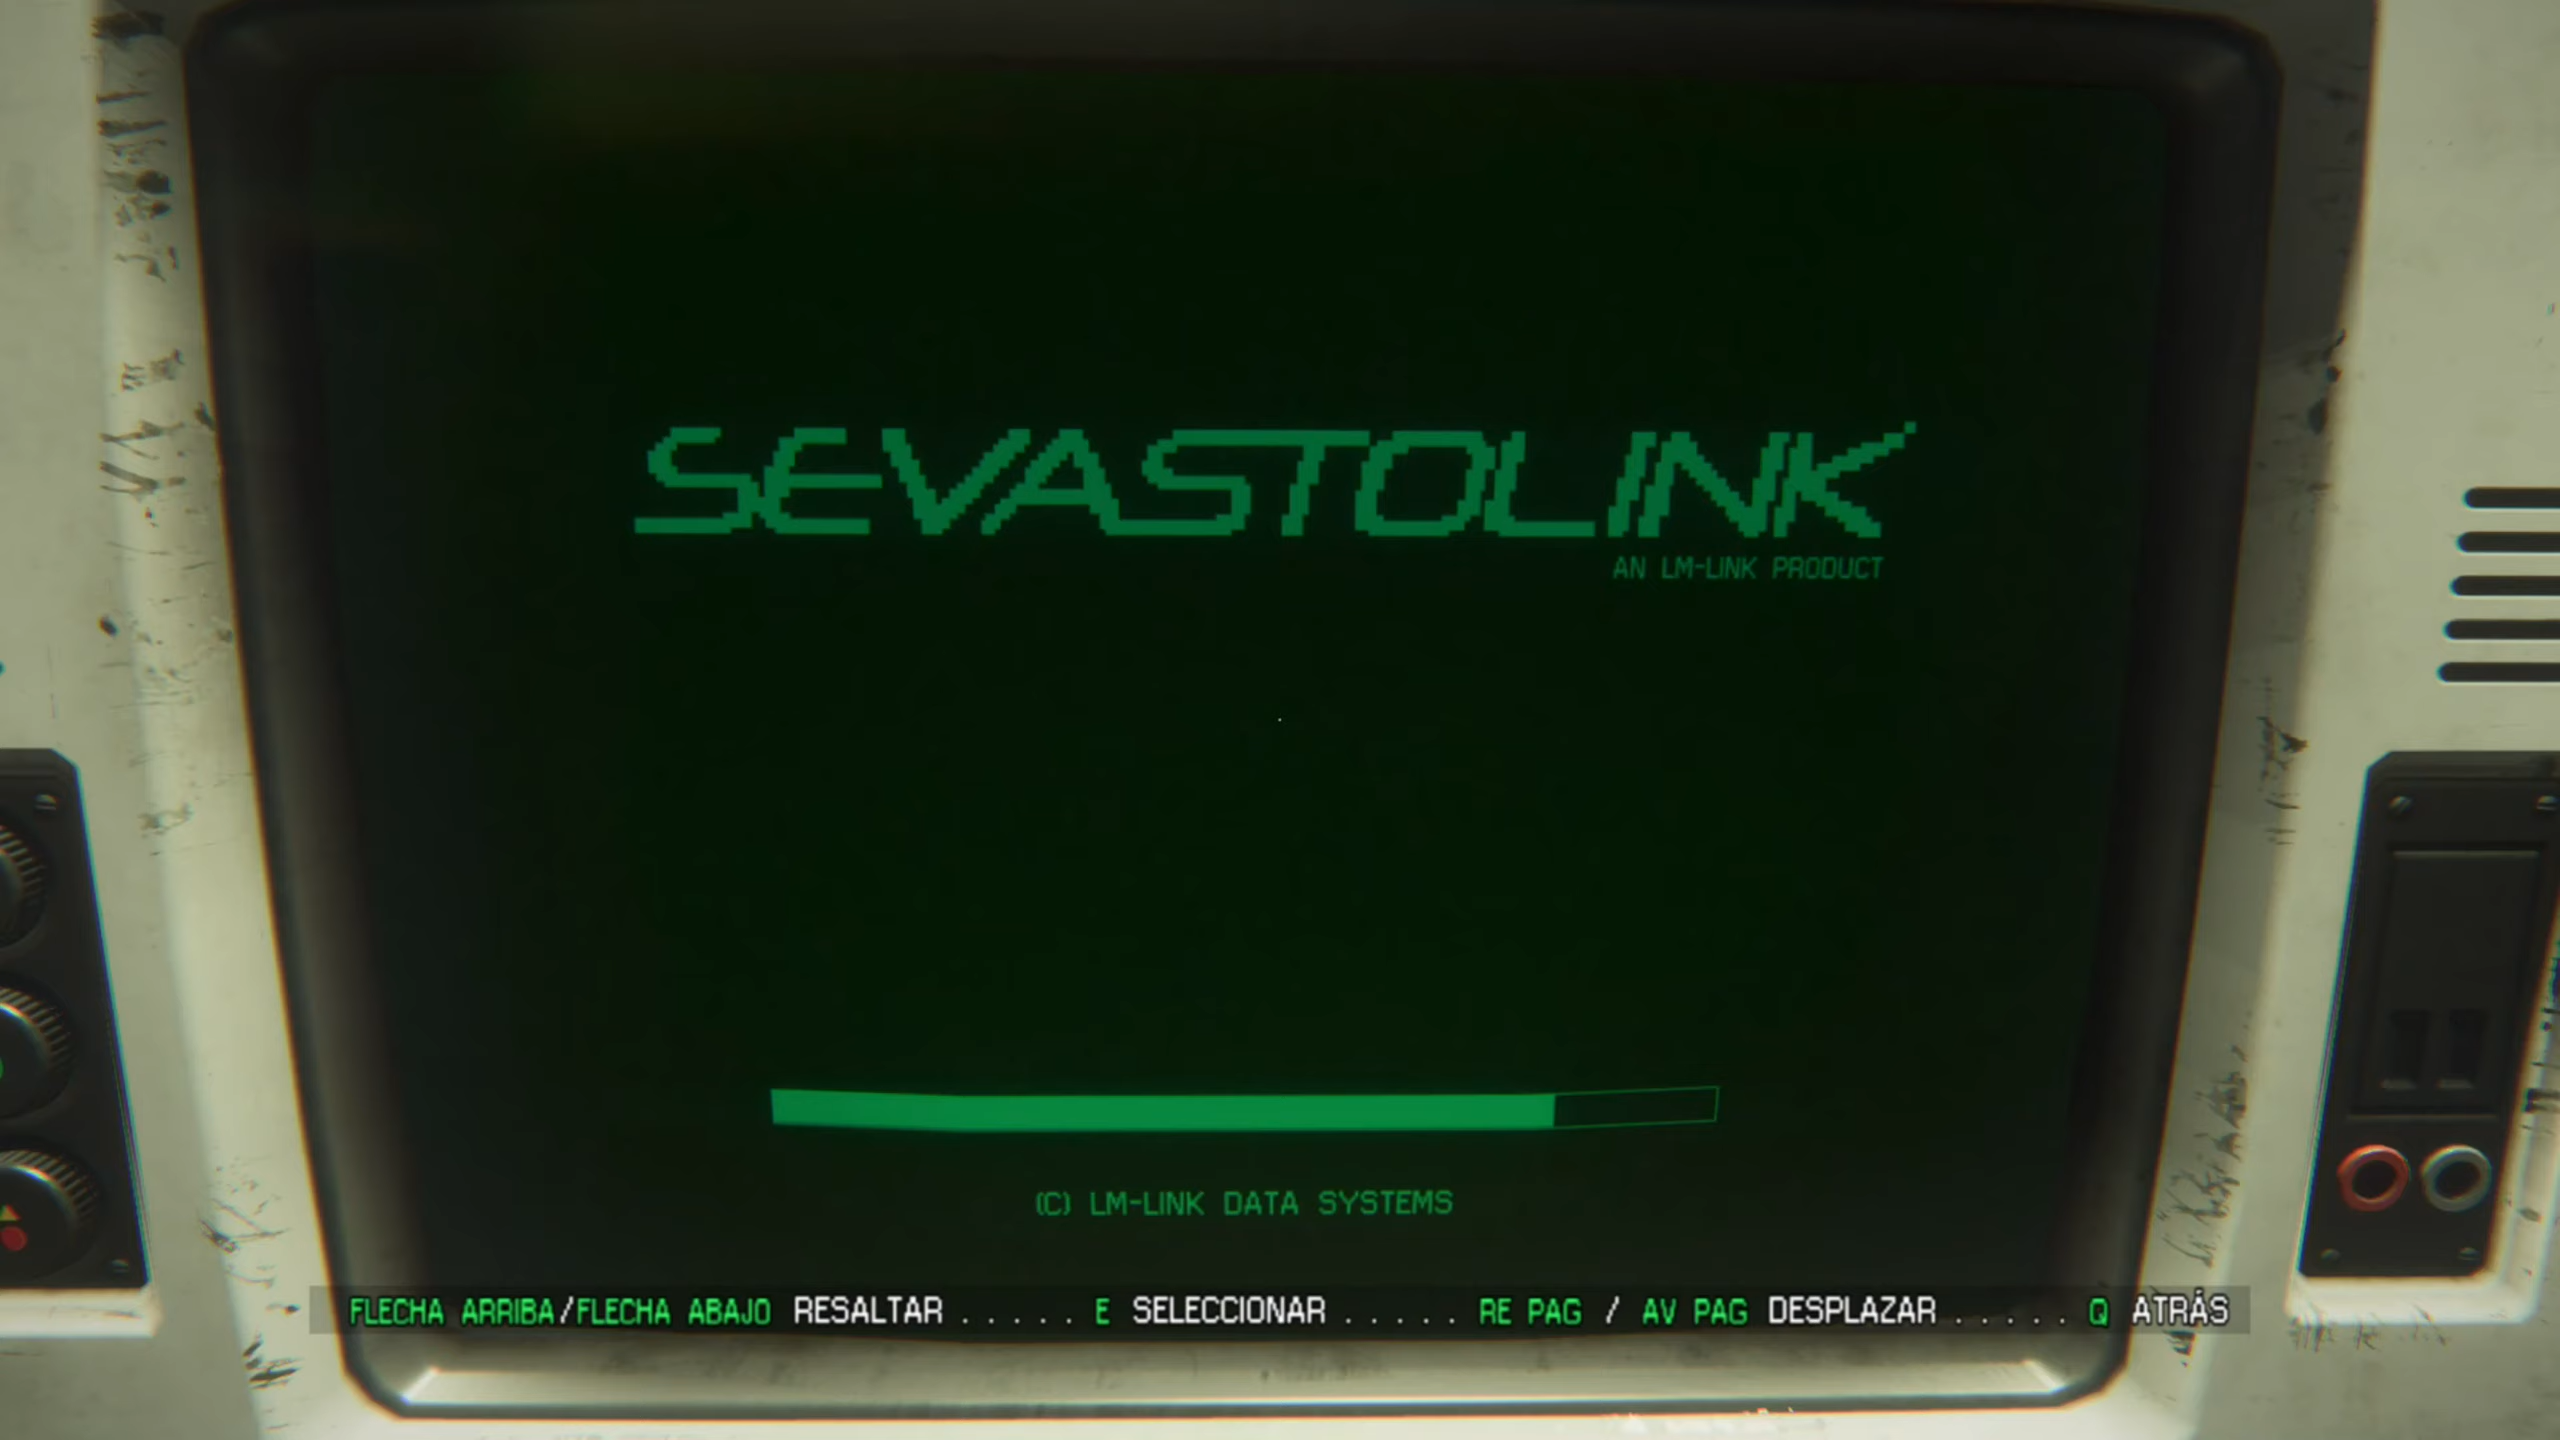 SEVASTOLINK
AN LM-LINK PRODUCT
(C) LM-LINK DATA SYSTEMS
FLECHA ARRIBA/FLECHA ABAJO RESALTAR ..... E SELECCIONAR ..... RE PAG / AV PAG DESPLAZAR ..... Q ATRÁS